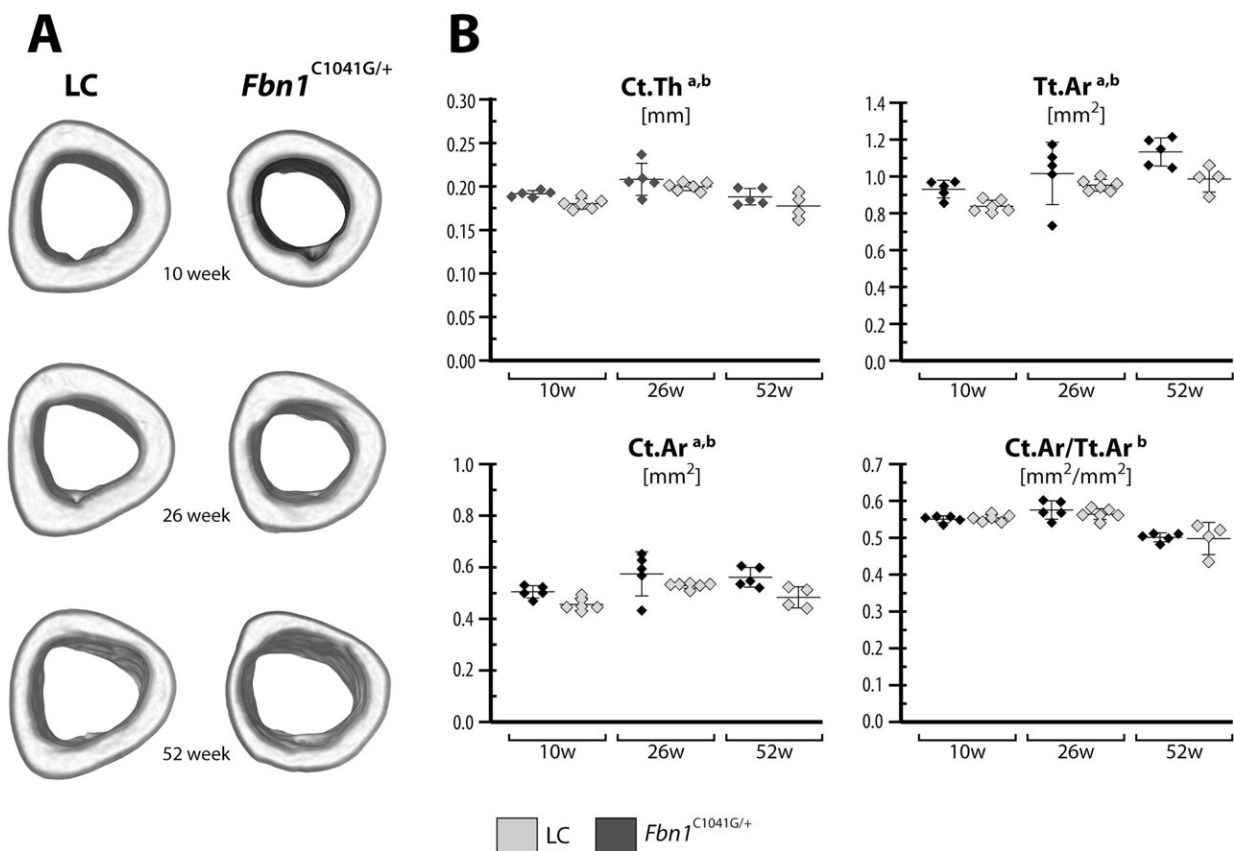 A
LC
Fbn1 C1041G/+
10 week
26 week
52 week
B
Ct.Th a,b
[mm]
0.30
0.25
0.20
0.15
0.10
0.05
0.00
10w 26w 52w
Tt.Ar a,b
[mm2]
1.4
1.2
1.0
0.8
0.6
0.4
0.2
0.0
10w 26w 52w
Ct.Ar a,b
[mm2]
1.0
0.8
0.6
0.4
0.2
0.0
10w 26w 52w
Ct.Ar/Tt.Ar b
[mm2/mm2]
0.7
0.6
0.5
0.4
0.3
0.2
0.1
0.0
10w 26w 52w
LC Fbn1 C1041G/+